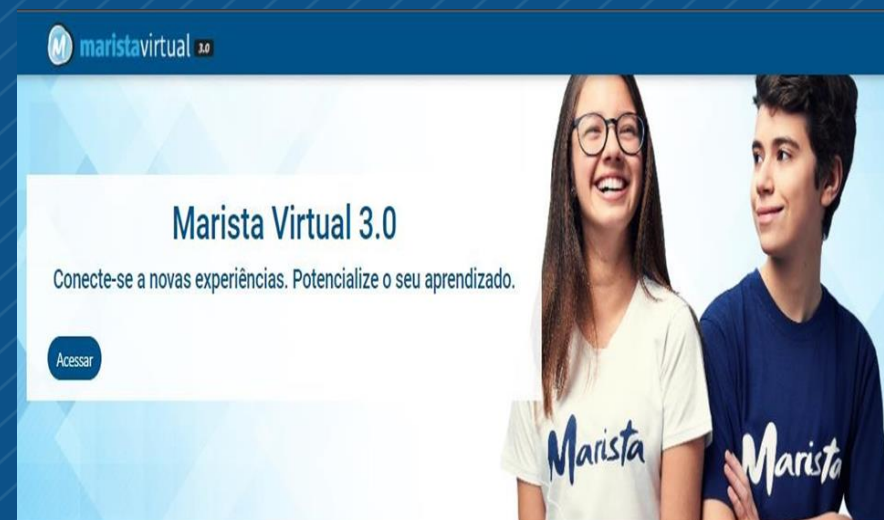 M maristavirtual 3.0
Marista Virtual 3.0
Conecte-se a novas experiências. Potencialize o seu aprendizado.
Acessar
Marista
Marista